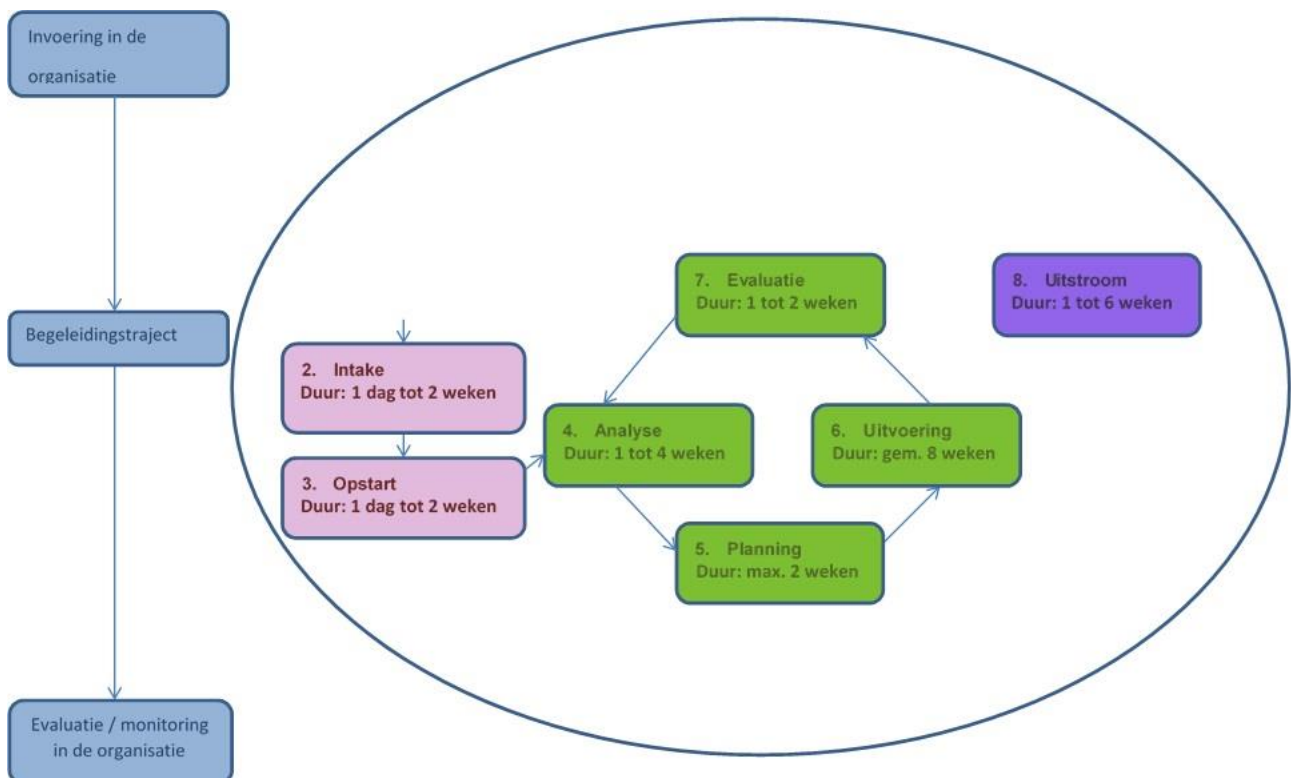 Invoering in de
organisatie
Begeleidingstraject
Evaluatie / monitoring
in de organisatie
2. Intake
Duur: 1 dag tot 2 weken
3. Opstart
Duur: 1 dag tot 2 weken
4. Analyse
Duur: 1 tot 4 weken
5. Planning
Duur: max. 2 weken
6. Uitvoering
Duur: gem. 8 weken
7. Evaluatie
Duur: 1 tot 2 weken
8. Uitstroom
Duur: 1 tot 6 weken